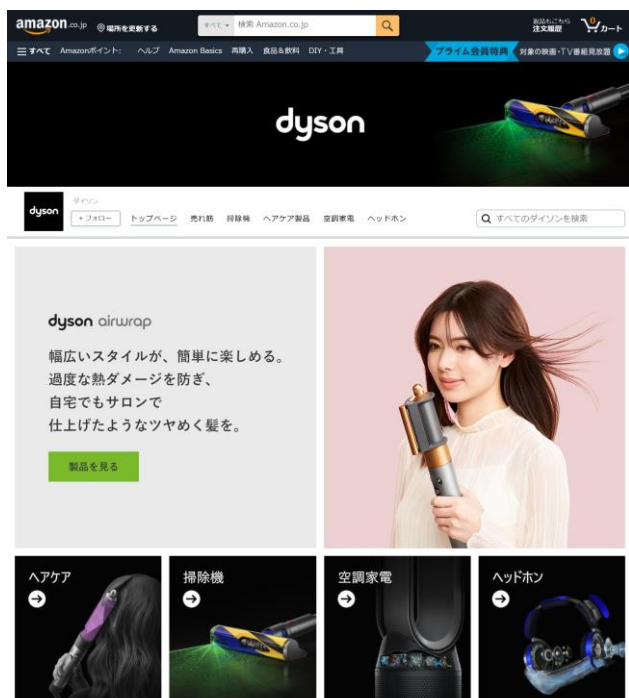 amazon.co.jp
場所を更新する
すべて
検索 Amazon.co.jp
返品もこちら
注文履歴
0
カート
すべて
Amazonポイント:
ヘルプ
Amazon Basics
再購入
食品＆飲料
DIY・工具
プライム会員特典
対象の映画・TV番組見放題
dyson
dyson
ダイソン
+ フォロー
トップページ
売れ筋
掃除機
ヘアケア製品
空調家電
ヘッドホン
すべてのダイソンを検索
dyson airwrap
幅広いスタイルが、簡単に楽しめる。
過度な熱ダメージを防ぎ、
自宅でもサロンで
仕上げたようなツヤめく髪を。
製品を見る
ヘアケア
掃除機
空調家電
ヘッドホン